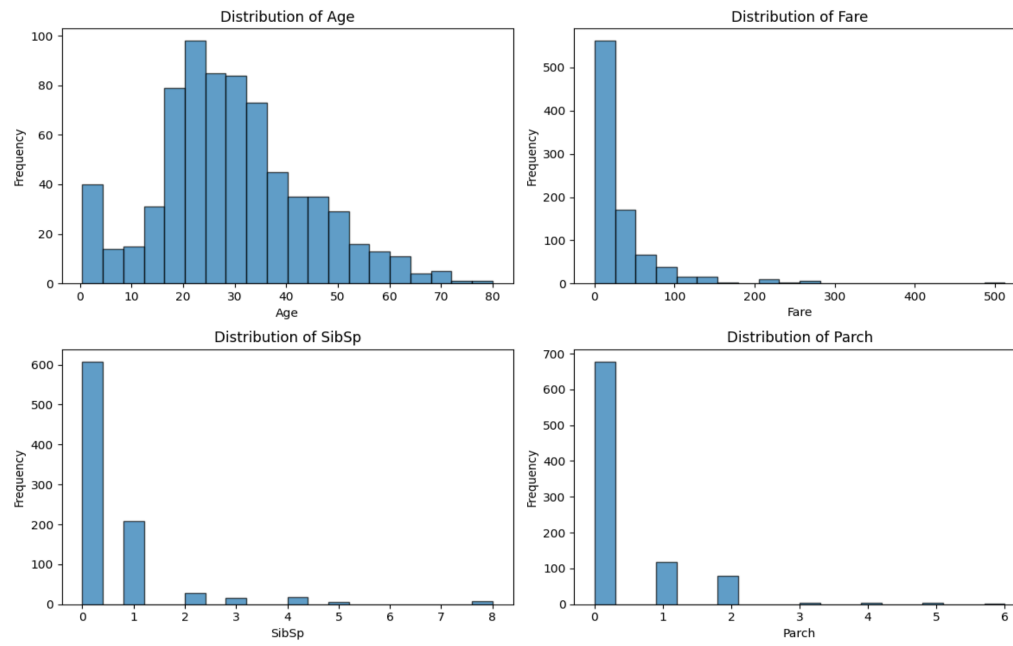 Distribution of Age
100
80
60
40
20
0
Frequency
0 10 20 30 40 50 60 70 80
Age
Distribution of Fare
500
400
300
200
100
0
Frequency
0 100 200 300 400 500
Fare
Distribution of SibSp
600
500
400
300
200
100
0
Frequency
0 1 2 3 4 5 6 7 8
SibSp
Distribution of Parch
700
600
500
400
300
200
100
0
Frequency
0 1 2 3 4 5 6
Parch